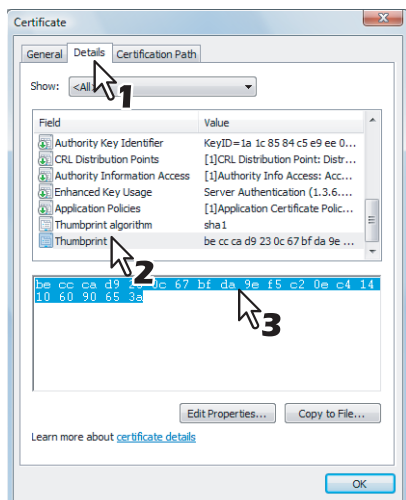 Certificate
General Details Certification Path
1
Show: <All>
Field Value
Authority Key Identifier KeyID=1a 1c 85 84 c5 e9 ee 0...
CRL Distribution Points [1]CRL Distribution Point: Distr...
Authority Information Access [1]Authority Info Access: Acc...
Enhanced Key Usage Server Authentication (1.3.6....
Application Policies [1]Application Certificate Polic...
Thumbprint algorithm sha1
Thumbprint be cc ca d9 23 0c 67 bf da 9e ...
2
be cc ca d9 0c 67 bf da 9e f5 c2 0e c4 14
10 60 90 65 3a
3
Edit Properties... Copy to File...
Learn more about certificate details
OK